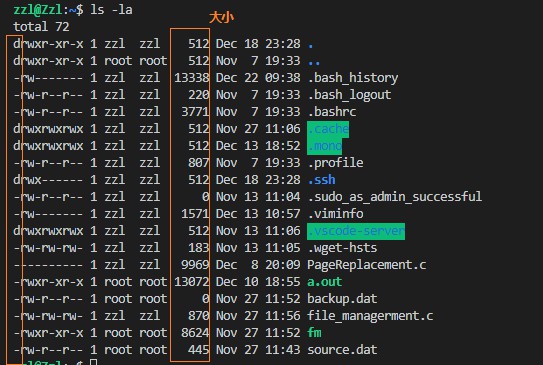 zzl@Zzl:~$ ls -la
大小
total 72
drwxr-xr-x 1 zzl zzl 512 Dec 18 23:28 .
drwxr-xr-x 1 root root 512 Nov 7 19:33 ..
-rw------- 1 zzl zzl 13338 Dec 22 09:38 .bash_history
-rw-r--r-- 1 zzl zzl 220 Nov 7 19:33 .bash_logout
-rw-r--r-- 1 zzl zzl 3771 Nov 7 19:33 .bashrc
drwxrwxrwx 1 zzl zzl 512 Nov 27 11:06 .cache
drwxrwxrwx 1 zzl zzl 512 Dec 13 18:52 .mono
-rw-r--r-- 1 zzl zzl 807 Nov 7 19:33 .profile
drwx------ 1 zzl zzl 512 Dec 18 23:28 .ssh
-rw-r--r-- 1 zzl zzl 0 Nov 13 11:04 .sudo_as_admin_successful
-rw------- 1 zzl zzl 1571 Dec 13 10:57 .viminfo
drwxrwxrwx 1 zzl zzl 512 Nov 13 11:06 .vscode-server
-rw-rw-rw- 1 zzl zzl 183 Nov 13 11:05 .wget-hsts
---------- 1 zzl zzl 9969 Dec 8 20:09 PageReplacement.c
-rwxr-xr-x 1 root root 13072 Dec 10 18:55 a.out
-rw-r--r-- 1 root root 0 Nov 27 11:52 backup.dat
-rw-rw-rw- 1 zzl zzl 870 Nov 27 11:56 file_managerment.c
-rwxr-xr-x 1 root root 8624 Nov 27 11:52 fm
-rw-r--r-- 1 root root 445 Nov 27 11:43 source.dat
zzl@Zzl:~$